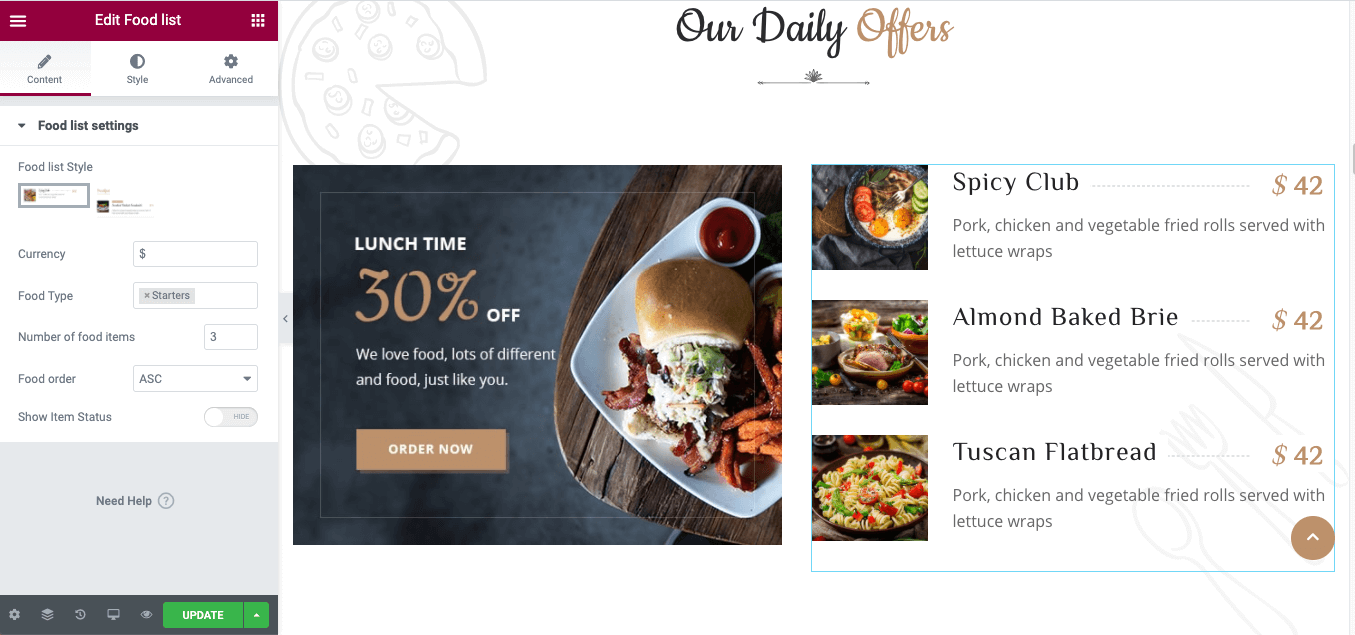 Edit Food list
Content
Style
Advanced
Food list settings
Food list Style
Currency
$
Food Type
× Starters
Number of food items
3
Food order
ASC
Show Item Status
HIDE
Need Help ?
UPDATE
Our Daily Offers
LUNCH TIME
30% OFF
We love food, lots of different
and food, just like you.
ORDER NOW
Spicy Club $ 42
Pork, chicken and vegetable fried rolls served with
lettuce wraps
Almond Baked Brie $ 42
Pork, chicken and vegetable fried rolls served with
lettuce wraps
Tuscan Flatbread $ 42
Pork, chicken and vegetable fried rolls served with
lettuce wraps